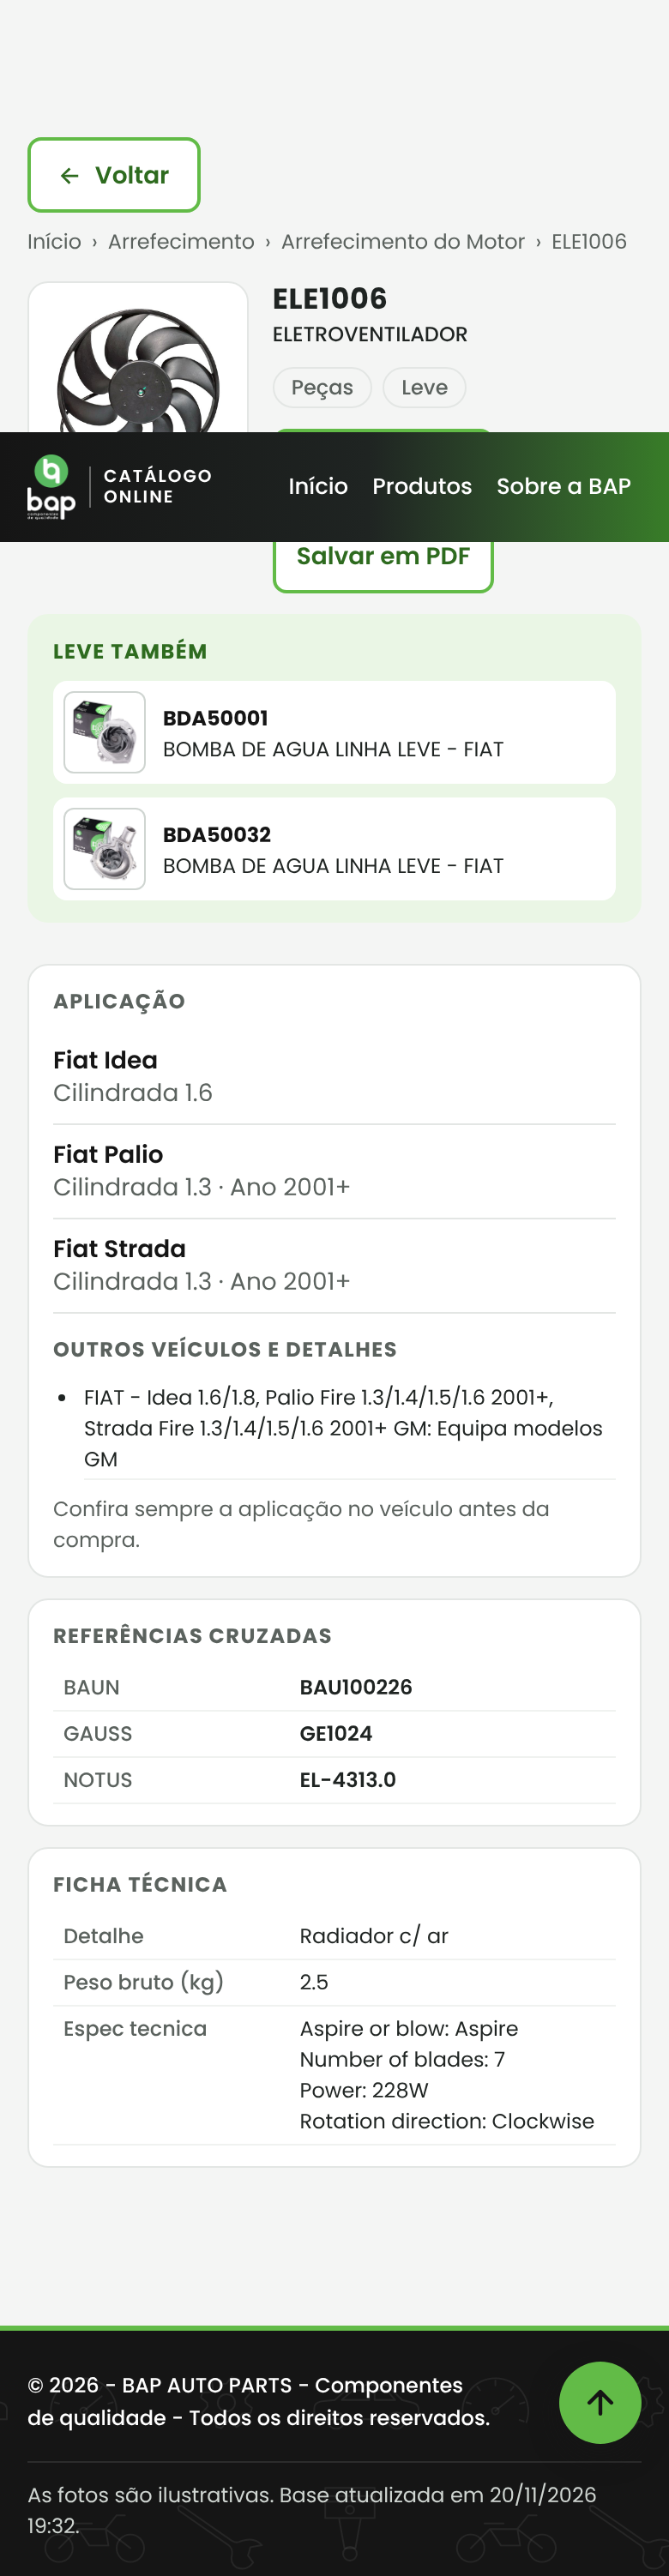 ← Voltar
Início › Arrefecimento › Arrefecimento do Motor › ELE1006
ELE1006
ELETROVENTILADOR
Peças Leve
bap
CATÁLOGO
ONLINE
Início Produtos Sobre a BAP
Salvar em PDF
LEVE TAMBÉM
BDA50001
BOMBA DE AGUA LINHA LEVE - FIAT
BDA50032
BOMBA DE AGUA LINHA LEVE - FIAT
APLICAÇÃO
Fiat Idea
Cilindrada 1.6
Fiat Palio
Cilindrada 1.3 · Ano 2001+
Fiat Strada
Cilindrada 1.3 · Ano 2001+
OUTROS VEÍCULOS E DETALHES
• FIAT - Idea 1.6/1.8, Palio Fire 1.3/1.4/1.5/1.6 2001+,
Strada Fire 1.3/1.4/1.5/1.6 2001+ GM: Equipa modelos
GM
Confira sempre a aplicação no veículo antes da
compra.
REFERÊNCIAS CRUZADAS
BAUN BAU100226
GAUSS GE1024
NOTUS EL-4313.0
FICHA TÉCNICA
Detalhe Radiador c/ ar
Peso bruto (kg) 2.5
Espec tecnica Aspire or blow: Aspire
Number of blades: 7
Power: 228W
Rotation direction: Clockwise
© 2026 - BAP AUTO PARTS - Componentes
de qualidade - Todos os direitos reservados.
As fotos são ilustrativas. Base atualizada em 20/11/2026
19:32.